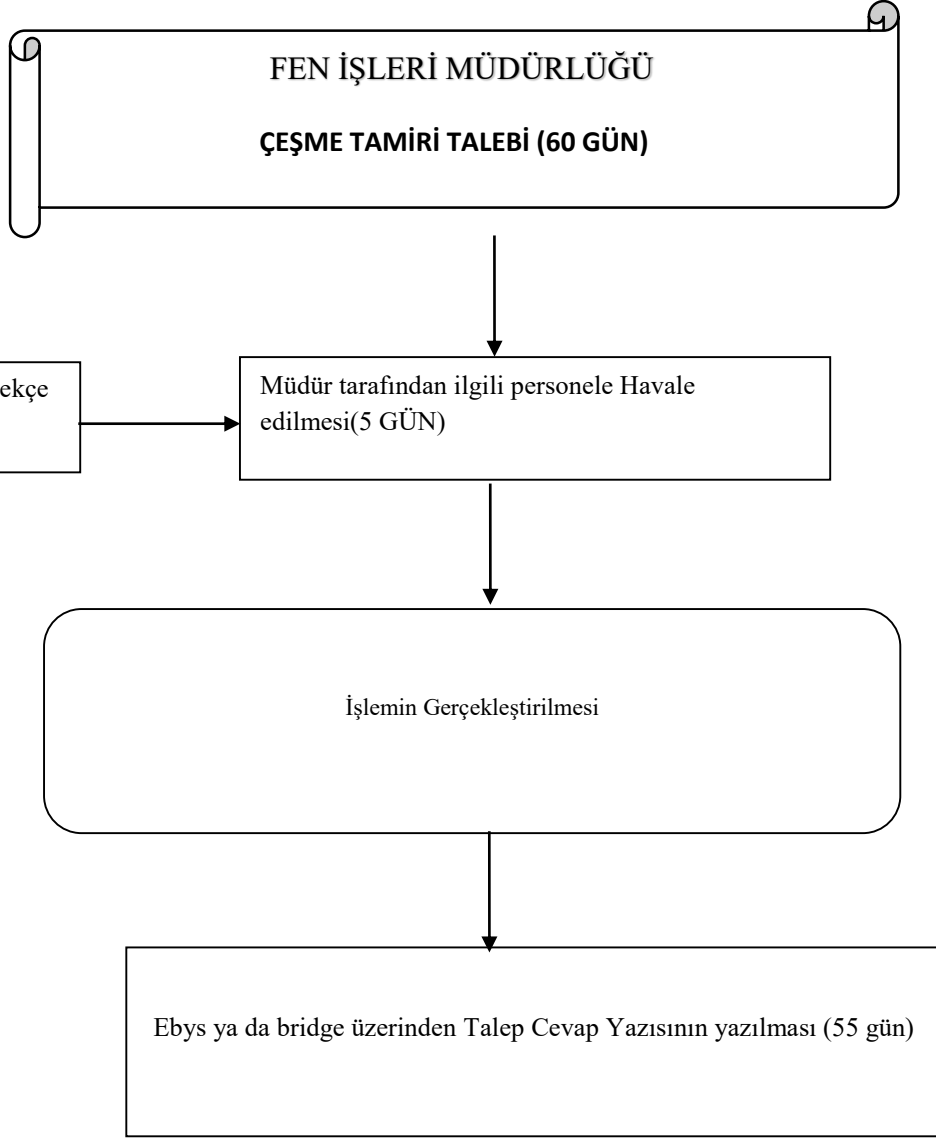 FEN İŞLERİ MÜDÜRLÜĞÜ
ÇEŞME TAMİRİ TALEBİ (60 GÜN)
ekçe
Müdür tarafından ilgili personele Havale
edilmesi(5 GÜN)
İşlemin Gerçekleştirilmesi
Ebys ya da bridge üzerinden Talep Cevap Yazısının yazılması (55 gün)